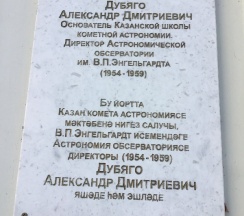 Дубяго
Александр Дмитриевич
Основатель Казанской школы
кометной астрономии.
Директор Астрономической
обсерватории
им. В.П.Энгельгардта
(1954-1959)
Бу йортта
Казан комета астрономиясе
мәктәбенә нигез салучы,
В.П.Энгельгардт исемендәге
Астрономия обсерваториясе
директоры (1954-1959)
Дубяго
Александр Дмитриевич
яшәде һәм эшләде